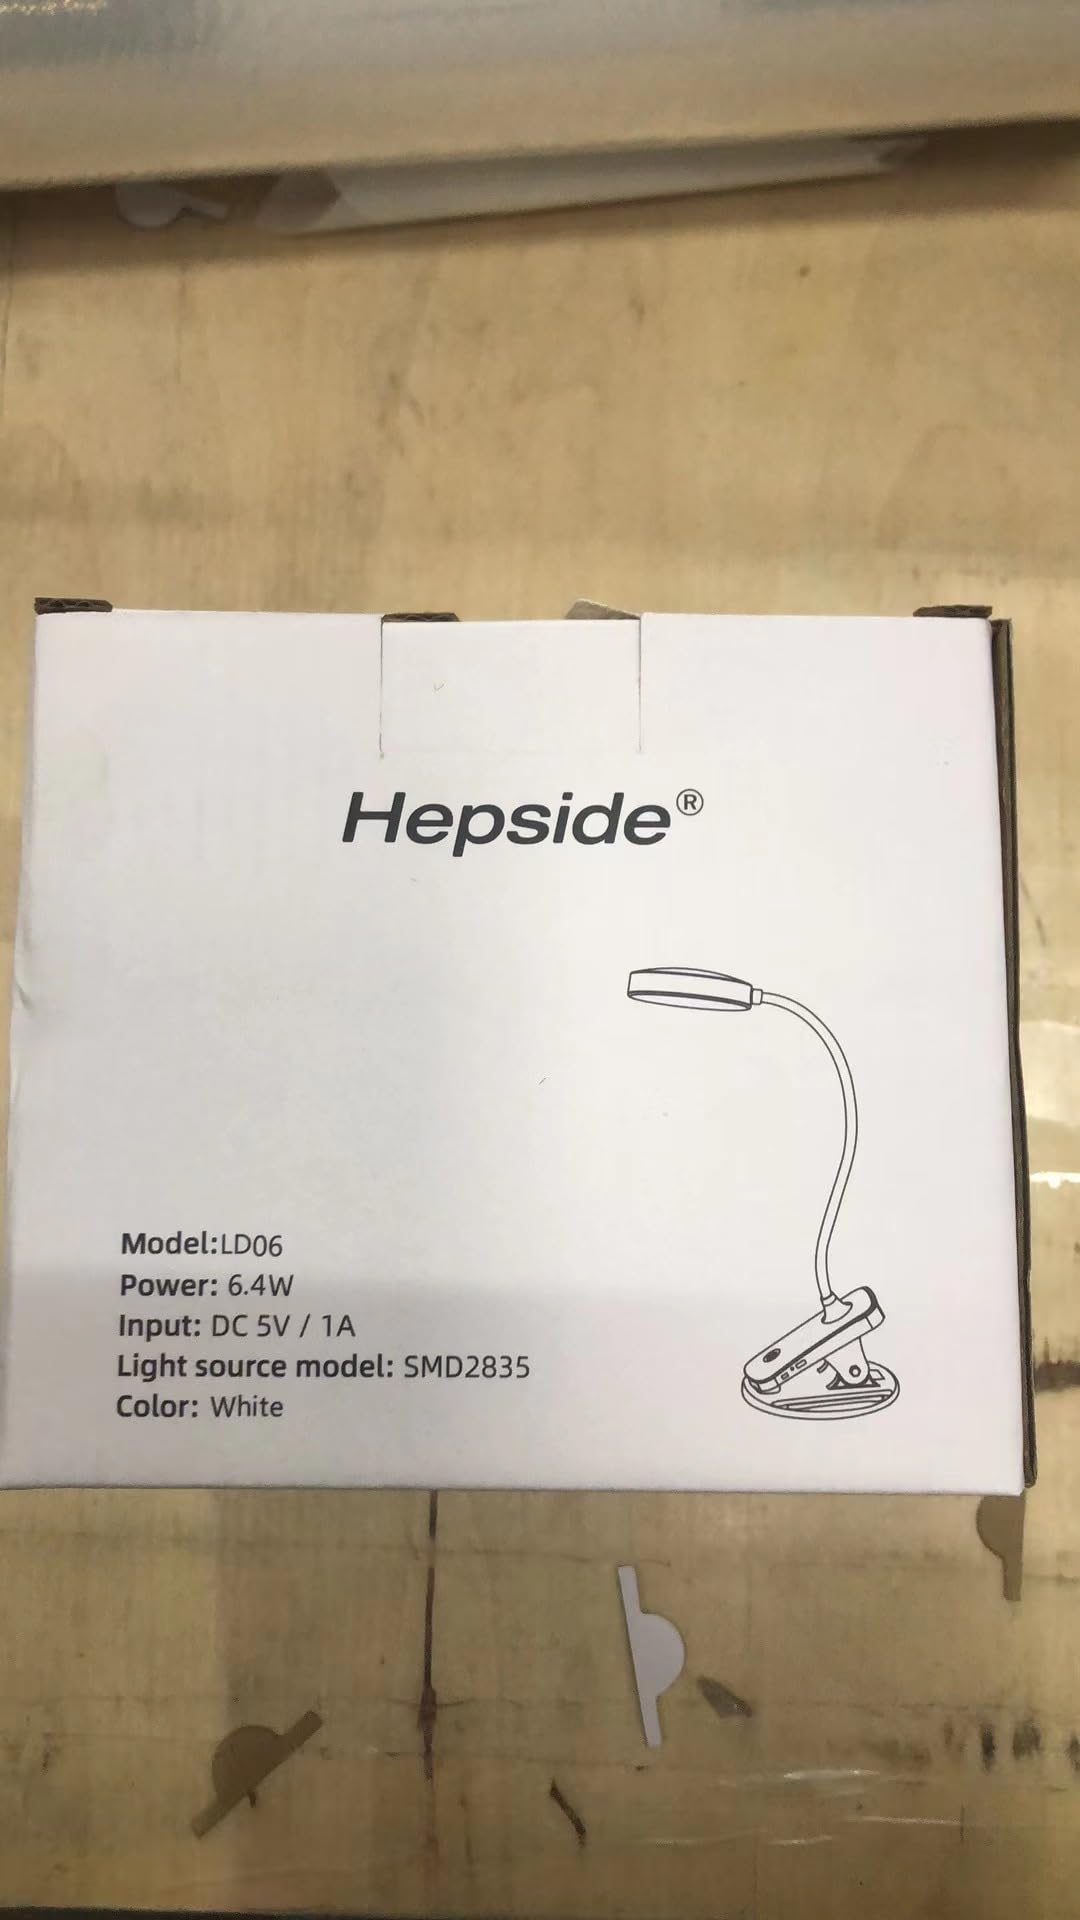 Hepside®
Model:LD06
Power: 6.4W
Input: DC 5V / 1A
Light source model: SMD2835
Color: White